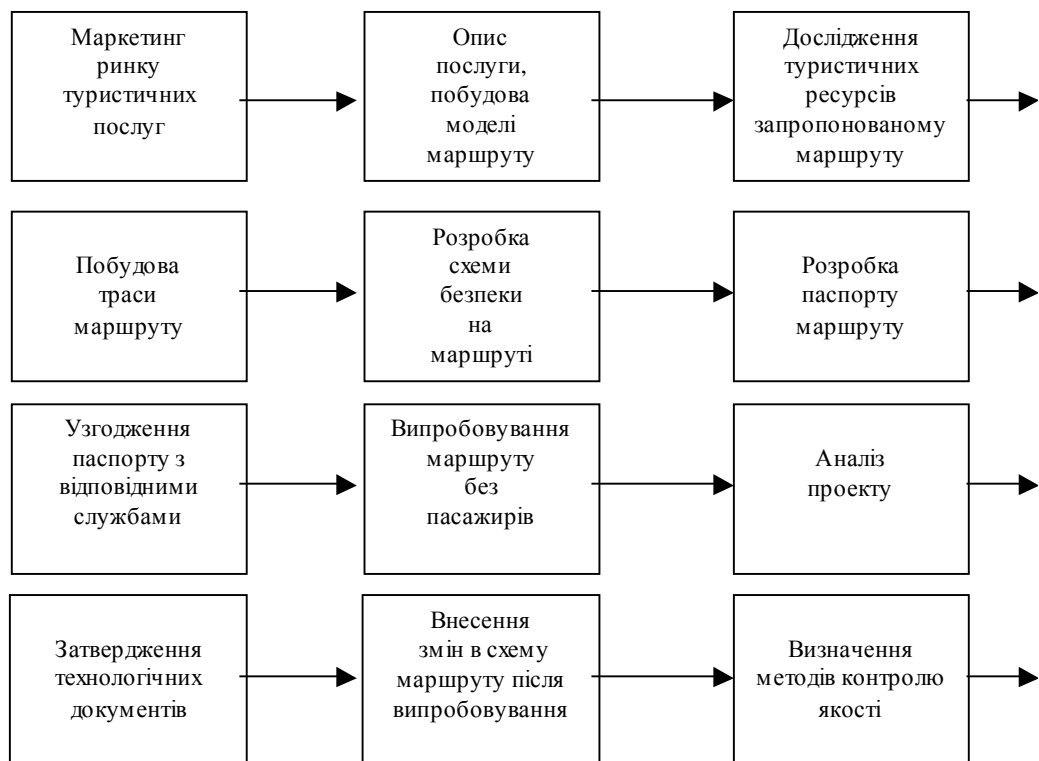 Маркетинг
ринку
туристичних
послуг
Опис
послуги,
побудова
моделі
маршруту
Дослідження
туристичних
ресурсів
запропонованому
маршруту
Побудова
траси
маршруту
Розробка
схеми
безпеки
на
маршруті
Розробка
паспорту
маршруту
Узгодження
паспорту з
відповідними
службами
Випробовування
маршруту
без
пасажирів
Аналіз
проекту
Затвердження
технологічних
документів
Внесення
змін в схему
маршруту після
випробовування
Визначення
методів контролю
якості